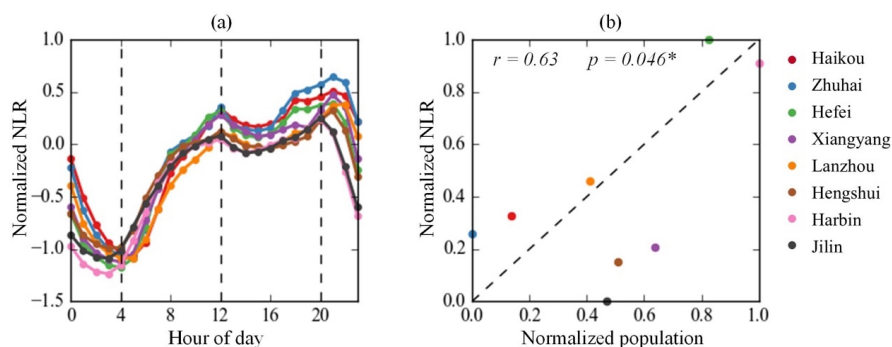 (a)
Normalized NLR
1.0
0.5
0.0
−0.5
−1.0
−1.5
0 4 8 12 16 20
Hour of day
(b)
Normalized NLR
1.0
0.8
0.6
0.4
0.2
0.0
r = 0.63 p = 0.046*
0.0 0.2 0.4 0.6 0.8 1.0
Normalized population
Haikou
Zhuhai
Hefei
Xiangyang
Lanzhou
Hengshui
Harbin
Jilin